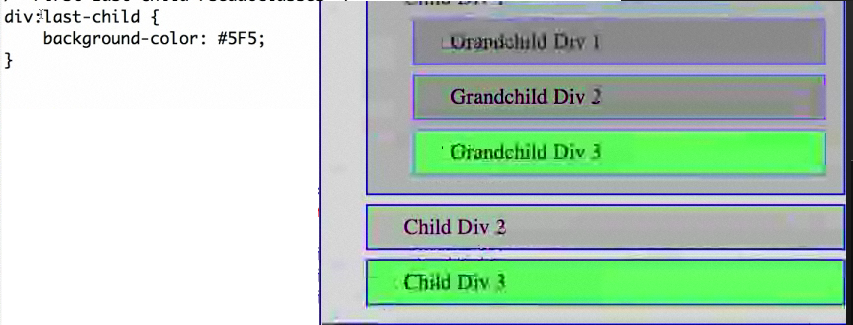 div:last-child {
background-color: #5F5;
}
Grandchild Div 1
Grandchild Div 2
Grandchild Div 3
Child Div 2
Child Div 3